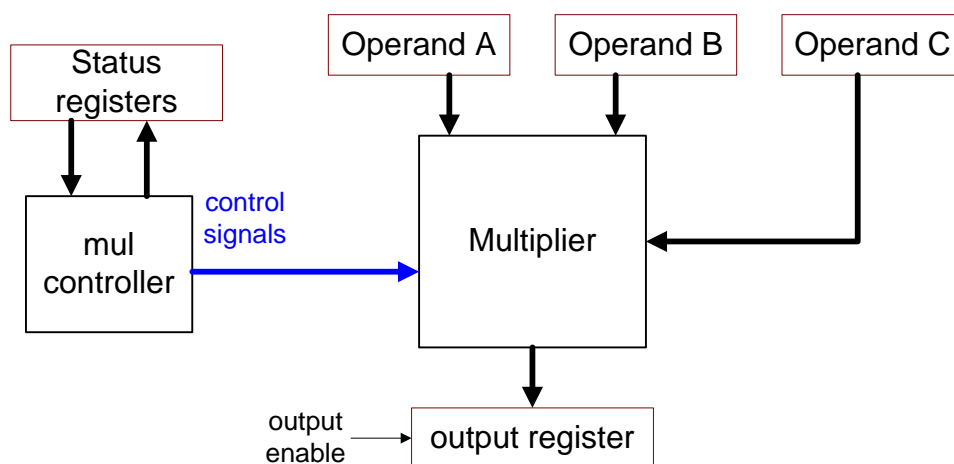 Operand A
Operand B
Operand C
Status
registers
control
signals
mul
controller
Multiplier
output
enable
output register